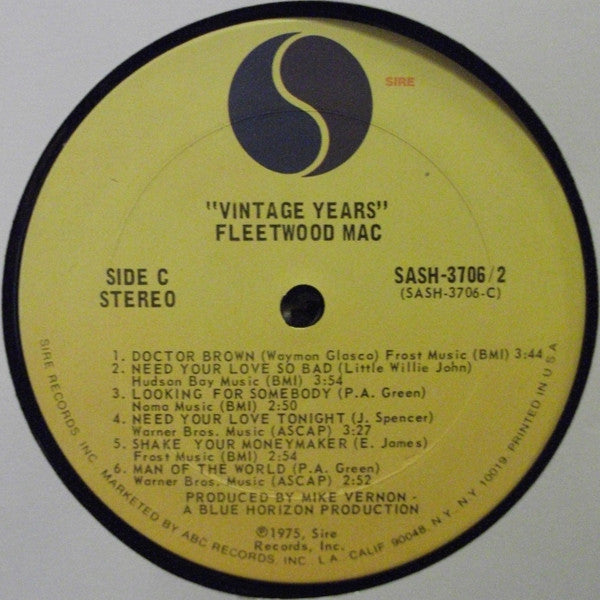 SIRE
"VINTAGE YEARS"
FLEETWOOD MAC
SIDE C
STEREO
SASH-3706/2
(SASH-3706-C)
1. DOCTOR BROWN (Waymon Glasco) Frost Music (BMI) 3:44
2. NEED YOUR LOVE SO BAD (Little Willie John)
Hudson Bay Music (BMI) 3:54
3. LOOKING FOR SOMEBODY (P.A. Green)
Noma Music (BMI) 2:50
4. NEED YOUR LOVE TONIGHT (J. Spencer)
Warner Bros. Music (ASCAP) 3:27
5. SHAKE YOUR MONEYMAKER (E. James)
Frost Music (BMI) 2:54
6. MAN OF THE WORLD (P.A. Green)
Warner Bros. Music (ASCAP) 2:52
PRODUCED BY MIKE VERNON -
A BLUE HORIZON PRODUCTION
℗1975, Sire
Records, Inc.
SIRE RECORDS, INC. MARKETED BY ABC RECORDS, INC. L.A. CALIF. 90048, N.Y., N.Y. 10019. PRINTED IN U S A